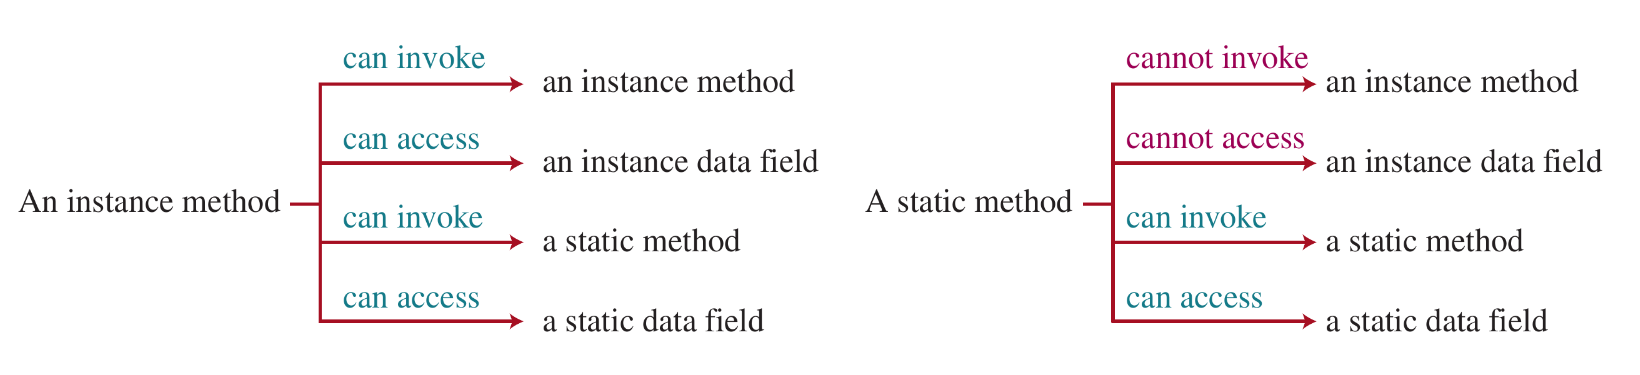 can invoke
an instance method
can access
an instance data field
An instance method
can invoke
a static method
can access
a static data field
cannot invoke
an instance method
cannot access
an instance data field
A static method
can invoke
a static method
can access
a static data field